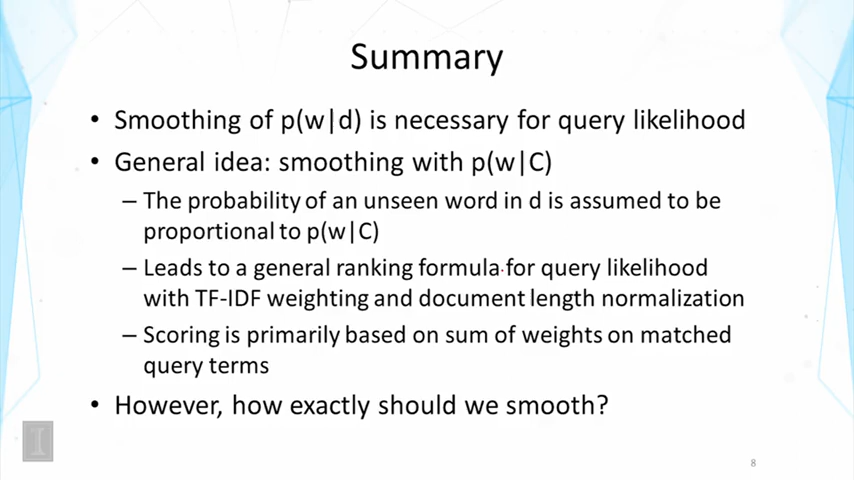 Summary
• Smoothing of p(w|d) is necessary for query likelihood
• General idea: smoothing with p(w|C)
– The probability of an unseen word in d is assumed to be
proportional to p(w|C)
– Leads to a general ranking formula for query likelihood
with TF-IDF weighting and document length normalization
– Scoring is primarily based on sum of weights on matched
query terms
• However, how exactly should we smooth?
I
8